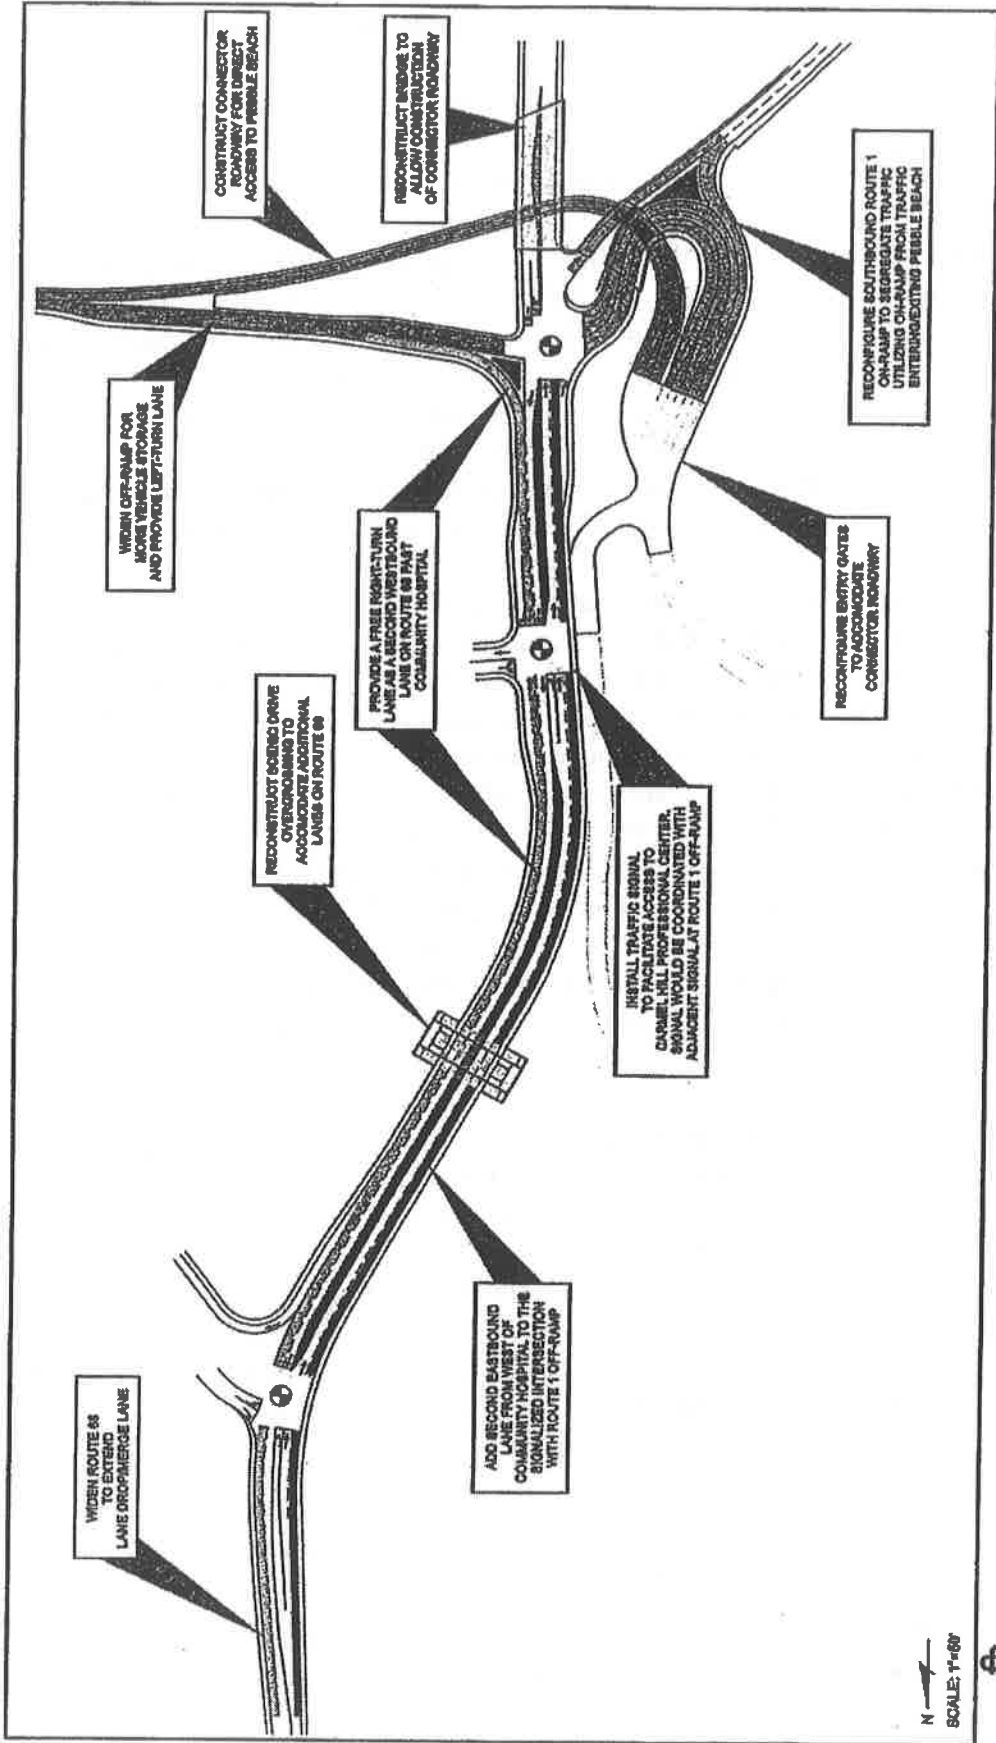 WIDEN ROUTE 68
TO EXTEND
LANE DROP/MERGE LANE
RECONSTRUCT SCENIC DRIVE
OVERCROSSING TO
ACCOMODATE ADDITIONAL
LANES ON ROUTE 68
PROVIDE A FREE RIGHT-TURN
LANE AS A SECOND WESTBOUND
LANE ON ROUTE 68 PAST
COMMUNITY HOSPITAL
WIDEN OFF-RAMP FOR
MORE VEHICLE STORAGE
AND PROVIDE LEFT-TURN LANE
CONSTRUCT CONNECTOR
ROADWAY FOR DIRECT
ACCESS TO PEBBLE BEACH
RECONSTRUCT BRIDGE TO
ALLOW CONSTRUCTION
OF CONNECTOR ROADWAY
ADD SECOND EASTBOUND
LANE FROM WEST OF
COMMUNITY HOSPITAL TO THE
SIGNALIZED INTERSECTION
WITH ROUTE 1 OFF-RAMP
INSTALL TRAFFIC SIGNAL
TO FACILITATE ACCESS TO
CARMEL HILL PROFESSIONAL CENTER.
SIGNAL WOULD BE COORDINATED WITH
ADJACENT SIGNAL AT ROUTE 1 OFF-RAMP
RECONFIGURE ENTRY GATES
TO ACCOMODATE
CONNECTOR ROADWAY
RECONFIGURE SOUTHBOUND ROUTE 1
ON-RAMP TO SEGREGATE TRAFFIC
UTILIZING ON-RAMP FROM TRAFFIC
ENTERING/EXITING PEBBLE BEACH
N
SCALE: 1"=60'